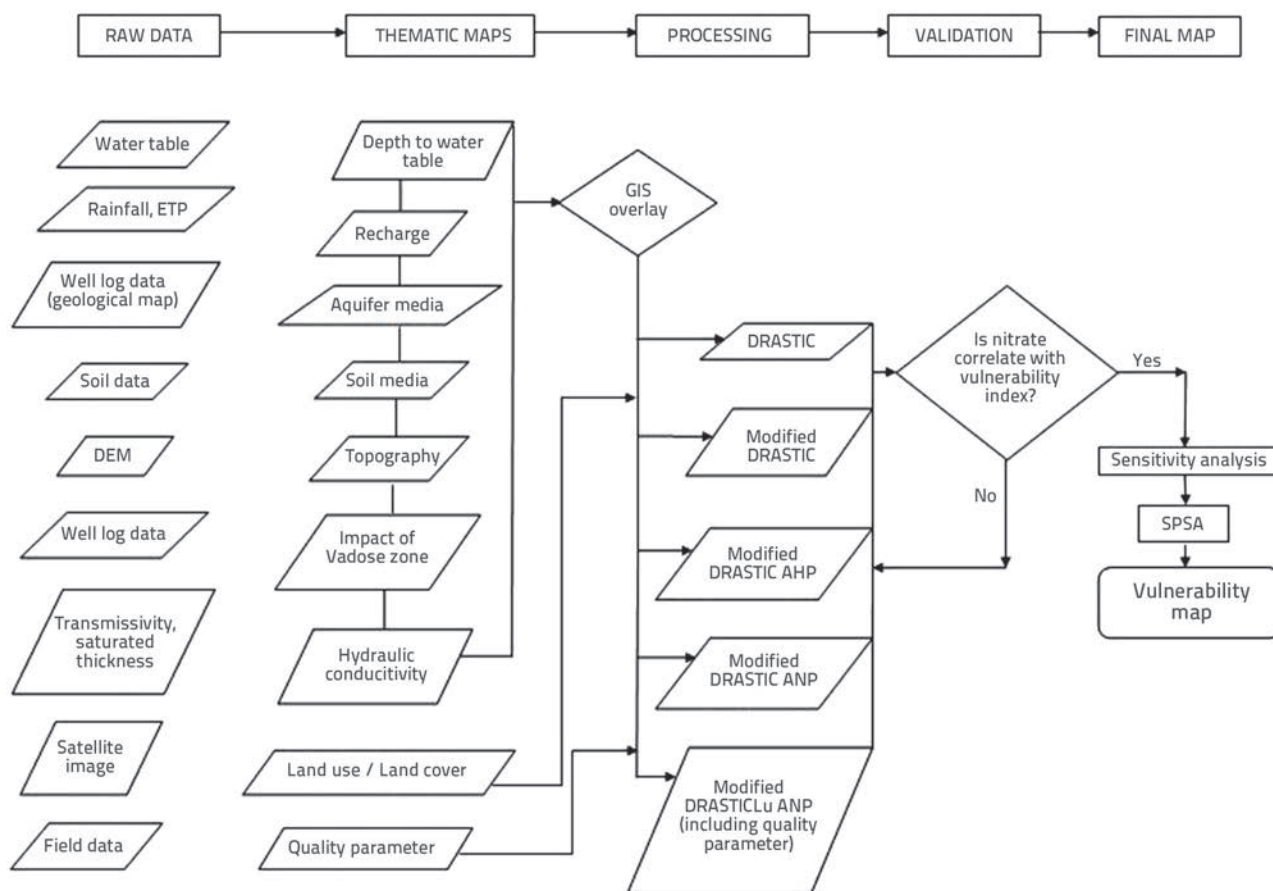 RAW DATA
THEMATIC MAPS
PROCESSING
VALIDATION
FINAL MAP
Water table
Rainfall, ETP
Well log data
(geological map)
Soil data
DEM
Well log data
Transmissivity,
saturated
thickness
Satellite
image
Field data
Depth to water
table
Recharge
Aquifer media
Soil media
Topography
Impact of
Vadose zone
Hydraulic
conducitivity
Land use / Land cover
Quality parameter
GIS
overlay
DRASTIC
Modified
DRASTIC
Modified
DRASTIC AHP
Modified
DRASTIC ANP
Modified
DRASTICLu ANP
(including quality
parameter)
Is nitrate
correlate with
vulnerability
index?
Yes
No
Sensitivity analysis
SPSA
Vulnerability
map